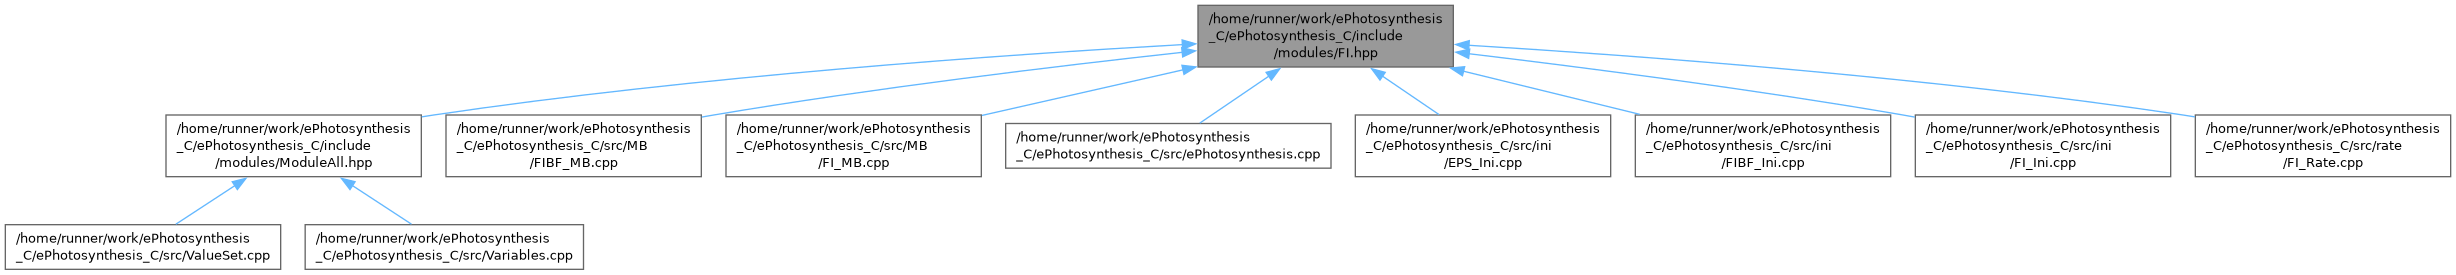 /home/runner/work/ePhotosynthesis
_C/ePhotosynthesis_C/include
/modules/FI.hpp
/home/runner/work/ePhotosynthesis
_C/ePhotosynthesis_C/include
/modules/ModuleAll.hpp
/home/runner/work/ePhotosynthesis
_C/ePhotosynthesis_C/src/MB
/FIBF_MB.cpp
/home/runner/work/ePhotosynthesis
_C/ePhotosynthesis_C/src/MB
/FI_MB.cpp
/home/runner/work/ePhotosynthesis
_C/ePhotosynthesis_C/src/ePhotosynthesis.cpp
/home/runner/work/ePhotosynthesis
_C/ePhotosynthesis_C/src/ini
/EPS_Ini.cpp
/home/runner/work/ePhotosynthesis
_C/ePhotosynthesis_C/src/ini
/FIBF_Ini.cpp
/home/runner/work/ePhotosynthesis
_C/ePhotosynthesis_C/src/ini
/FI_Ini.cpp
/home/runner/work/ePhotosynthesis
_C/ePhotosynthesis_C/src/rate
/FI_Rate.cpp
/home/runner/work/ePhotosynthesis
_C/ePhotosynthesis_C/src/ValueSet.cpp
/home/runner/work/ePhotosynthesis
_C/ePhotosynthesis_C/src/Variables.cpp